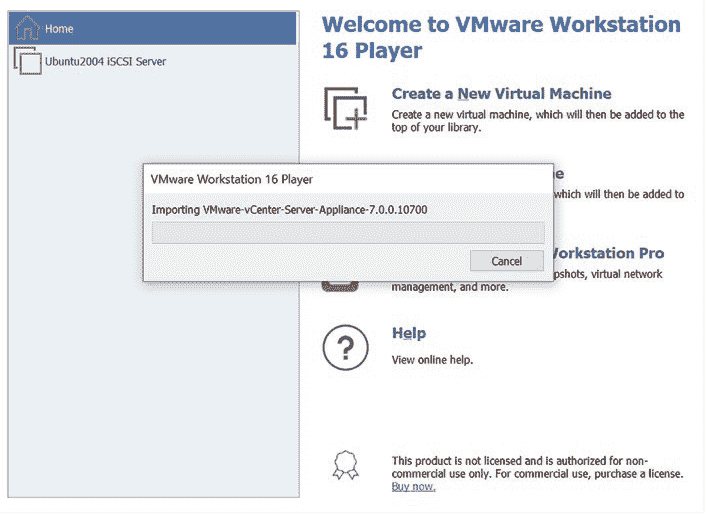 Home
Ubuntu2004 iSCSI Server
Welcome to VMware Workstation
16 Player
Create a New Virtual Machine
Create a new virtual machine, which will then be added to the
top of your library.
VMware Workstation 16 Player
Importing VMware-vCenter-Server-Appliance-7.0.0.10700
Cancel
e
which will then be added to
Workstation Pro
pshots, virtual network
management, and more.
Help
View online help.
This product is not licensed and is authorized for non-
commercial use only. For commercial use, purchase a license.
Buy now.